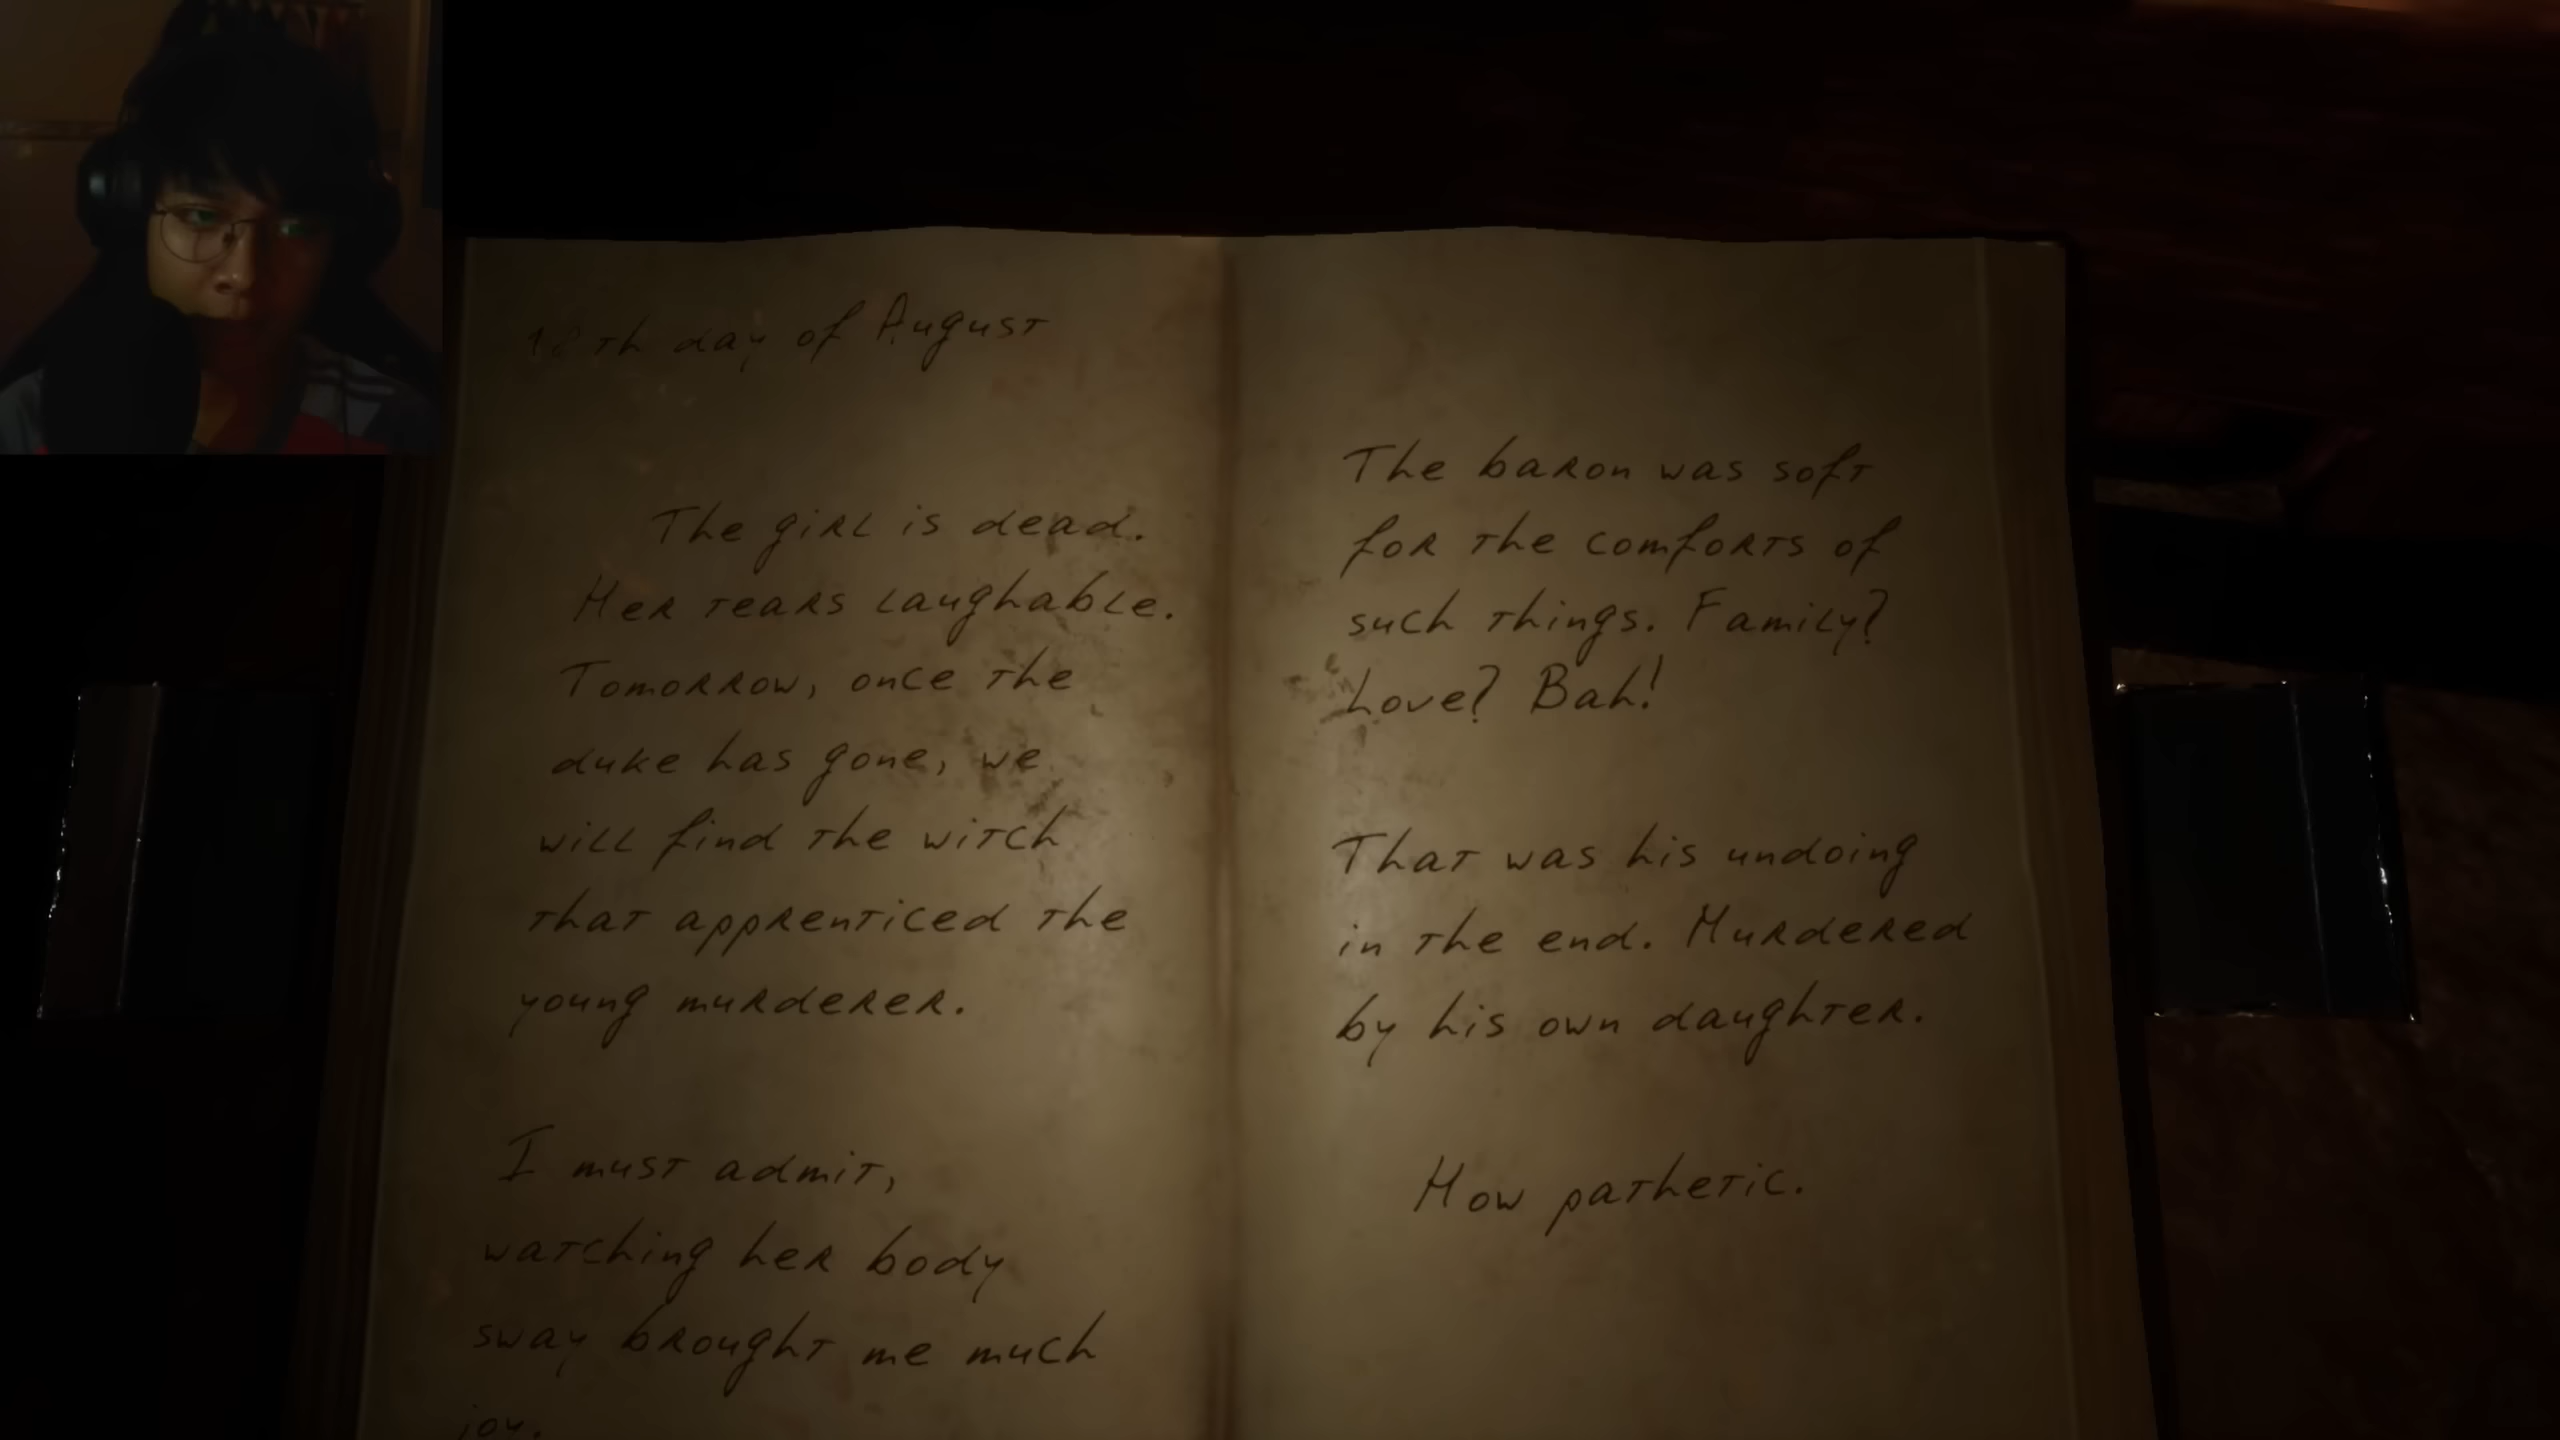 18th day of August
The girl is dead.
Her tears laughable.
Tomorrow, once the
duke has gone, we
will find the witch
that apprenticed the
young murderer.
I must admit,
watching her body
sway brought me much
joy.
The baron was soft
for the comforts of
such things. Family?
Love? Bah!
That was his undoing
in the end. Murdered
by his own daughter.
How pathetic.